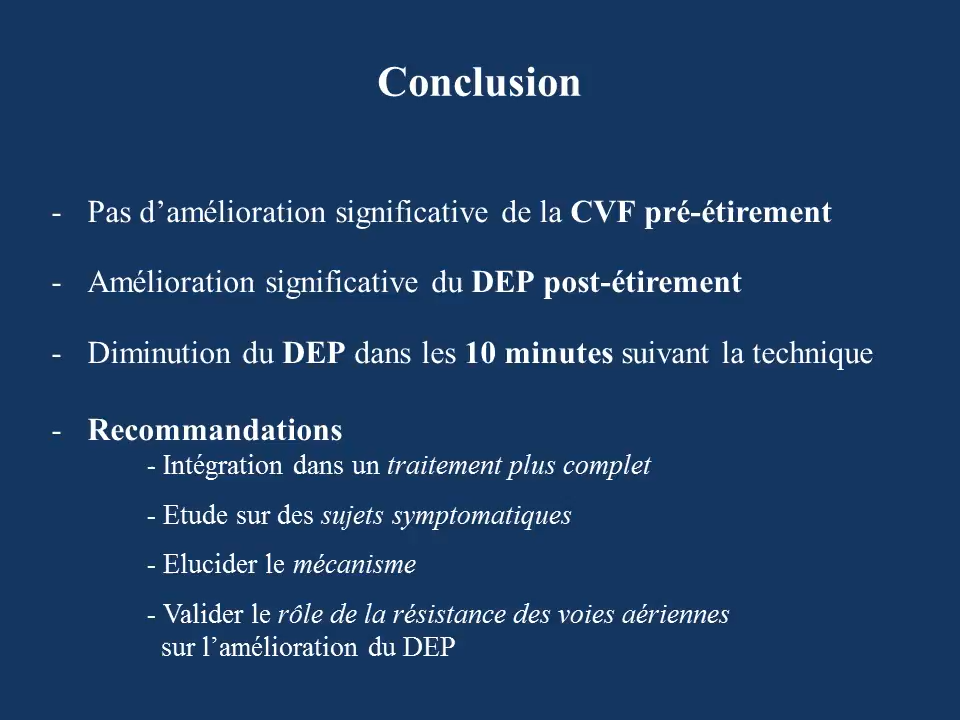 Conclusion
- Pas d’amélioration significative de la CVF pré-étirement
- Amélioration significative du DEP post-étirement
- Diminution du DEP dans les 10 minutes suivant la technique
- Recommandations
- Intégration dans un traitement plus complet
- Etude sur des sujets symptomatiques
- Elucider le mécanisme
- Valider le rôle de la résistance des voies aériennes
sur l’amélioration du DEP